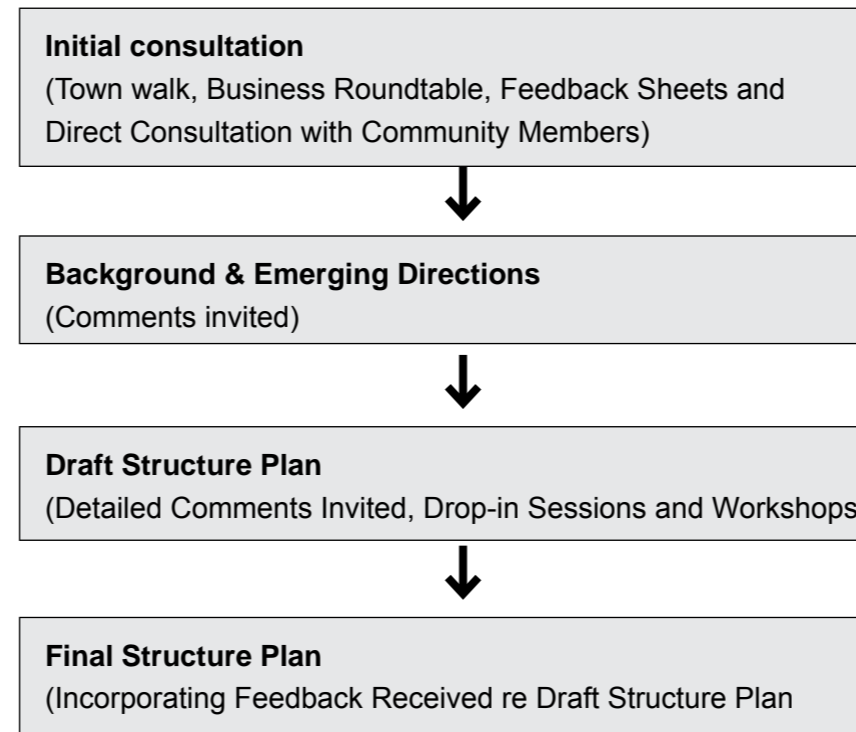 Initial consultation
(Town walk, Business Roundtable, Feedback Sheets and
Direct Consultation with Community Members)
Background & Emerging Directions
(Comments invited)
Draft Structure Plan
(Detailed Comments Invited, Drop-in Sessions and Workshops
Final Structure Plan
(Incorporating Feedback Received re Draft Structure Plan